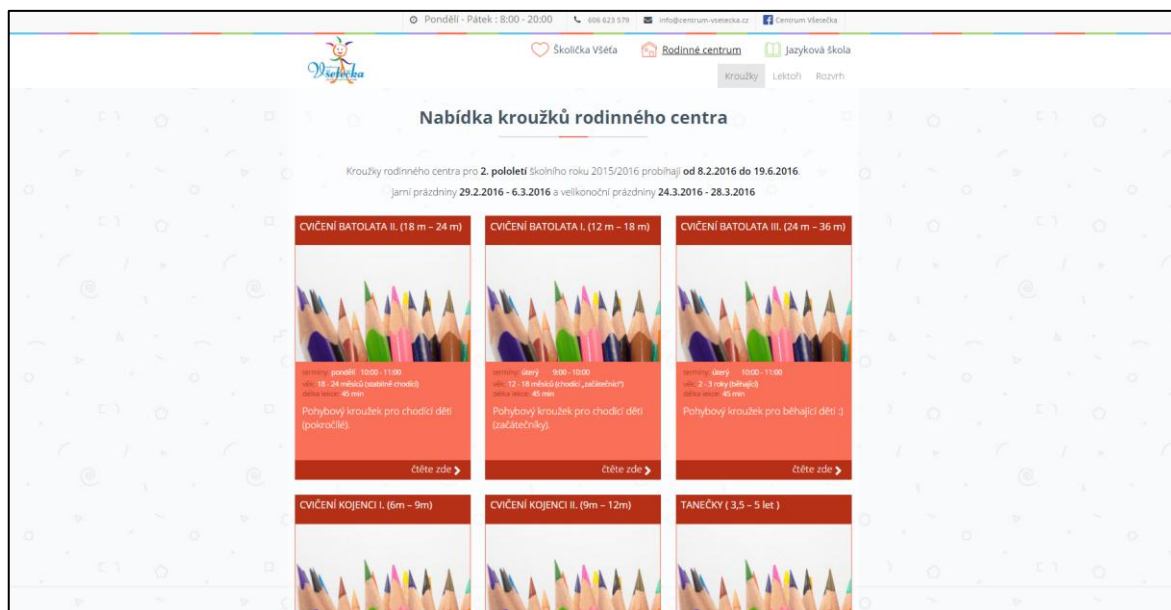 Pondělí - Pátek : 8:00 - 20:00 606 623 579 info@centrum-vsetecka.cz Centrum Všetečka
Všetečka
Školička Všéťa Rodinné centrum Jazyková škola
Kroužky Lektoři Rozvrh
Nabídka kroužků rodinného centra
Kroužky rodinného centra pro 2. pololetí školního roku 2015/2016 probíhají od 8.2.2016 do 19.6.2016.
Jarní prázdniny 29.2.2016 - 6.3.2016 a velikonoční prázdniny 24.3.2016 - 28.3.2016
CVIČENÍ BATOLATA II. (18 m – 24 m)
termíny: pondělí 10:00 - 11:00
věk: 18 - 24 měsíců (stabilně chodící)
délka lekce: 45 min
Pohybový kroužek pro chodící děti
(pokročilé).
čtěte zde
CVIČENÍ BATOLATA I. (12 m – 18 m)
termíny: úterý 9:00 - 10:00
věk: 12 - 18 měsíců (chodící „začátečníci")
délka lekce: 45 min
Pohybový kroužek pro chodící děti
(začátečníky).
čtěte zde
CVIČENÍ BATOLATA III. (24 m – 36 m)
termíny: úterý 10:00 - 11:00
věk: 2 - 3 roky (běhající)
délka lekce: 45 min
Pohybový kroužek pro běhající děti :)
čtěte zde
CVIČENÍ KOJENCI I. (6m – 9m)
CVIČENÍ KOJENCI II. (9m – 12m)
TANEČKY ( 3,5 – 5 let )